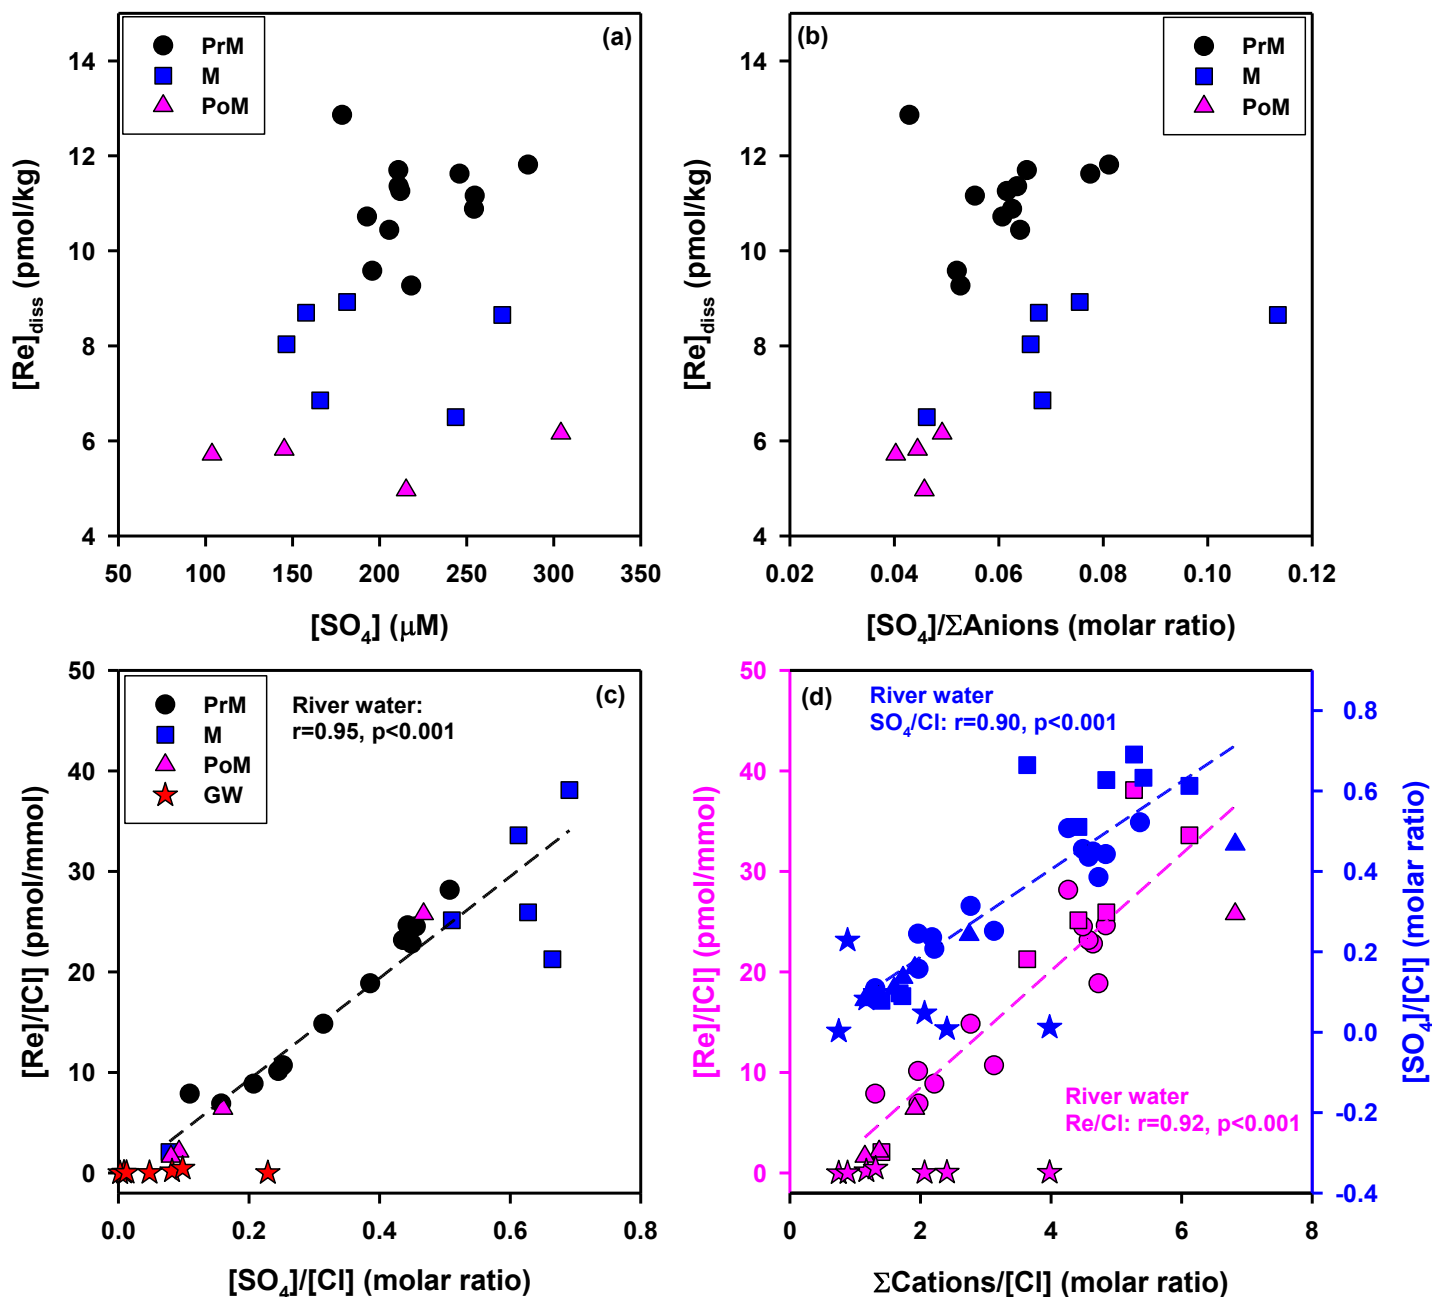 (a)
PrM
M
PoM
14
12
10
8
6
4
[Re]diss (pmol/kg)
50 100 150 200 250 300 350
[SO4] (μM)
(b)
PrM
M
PoM
14
12
10
8
6
4
[Re]diss (pmol/kg)
0.02 0.04 0.06 0.08 0.10 0.12
[SO4]/ΣAnions (molar ratio)
(c)
PrM
M
PoM
GW
River water:
r=0.95, p<0.001
50
40
30
20
10
0
[Re]/[Cl] (pmol/mmol)
0.0 0.2 0.4 0.6 0.8
[SO4]/[Cl] (molar ratio)
(d)
River water
SO4/Cl: r=0.90, p<0.001
River water
Re/Cl: r=0.92, p<0.001
50
40
30
20
10
0
[Re]/[Cl] (pmol/mmol)
0.8
0.6
0.4
0.2
0.0
-0.2
-0.4
[SO4]/[Cl] (molar ratio)
0 2 4 6 8
ΣCations/[Cl] (molar ratio)